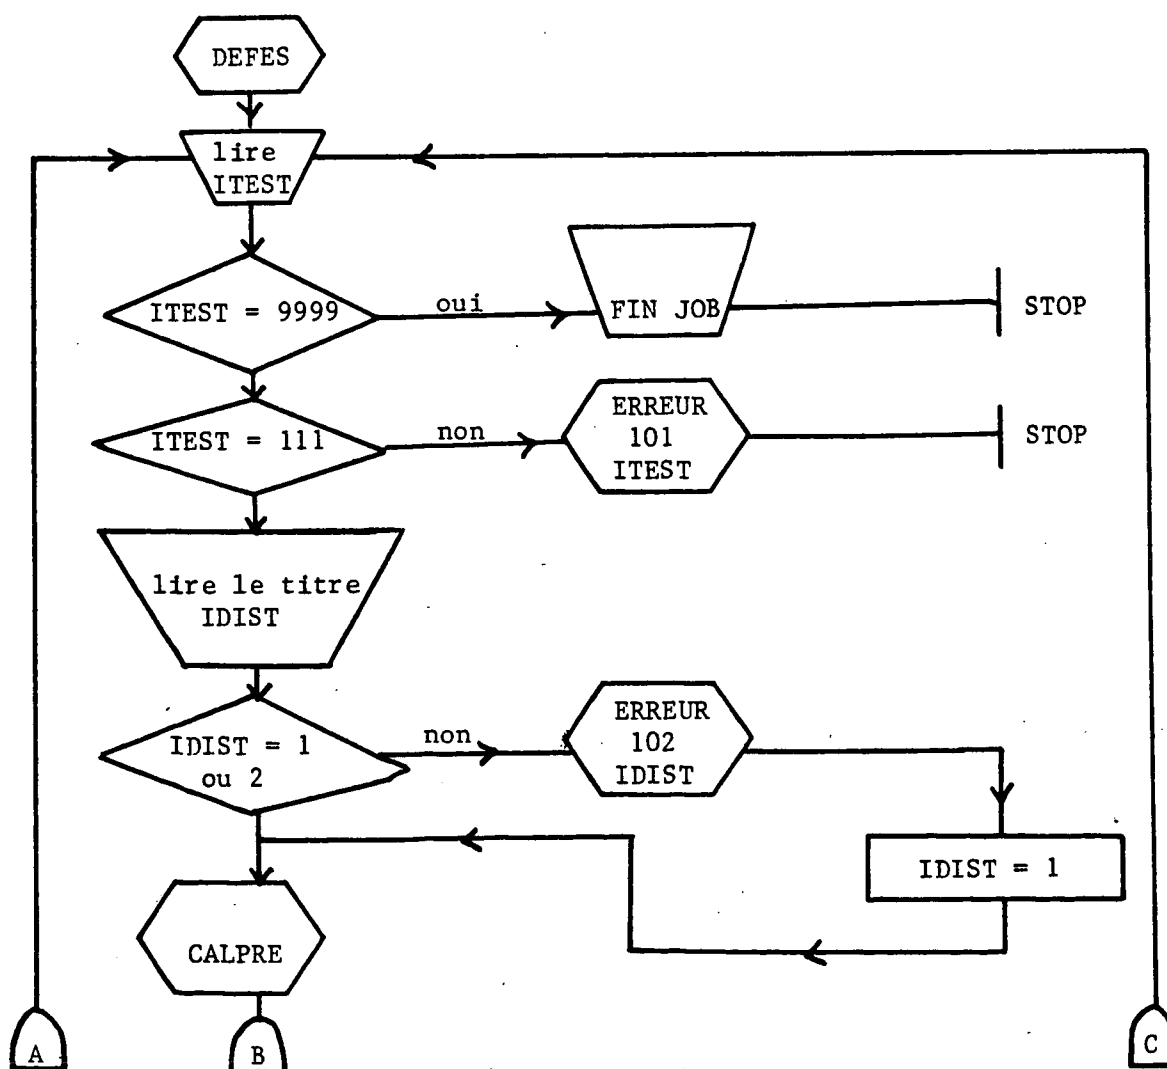 DEFES
lire
ITEST
ITEST = 9999
oui
FIN JOB
STOP
ITEST = 111
non
ERREUR
101
ITEST
STOP
lire le titre
IDIST
IDIST = 1
ou 2
non
ERREUR
102
IDIST
IDIST = 1
CALPRE
A
B
C